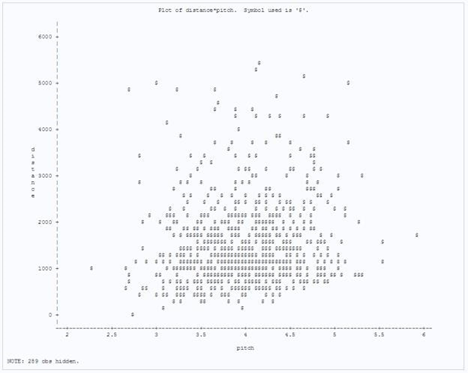 Plot of distance*pitch. Symbol used is '$'.
6000
5000
4000
distance
3000
2000
1000
0
2 2.5 3 3.5 4 4.5 5 5.5 6
pitch
NOTE: 289 obs hidden.